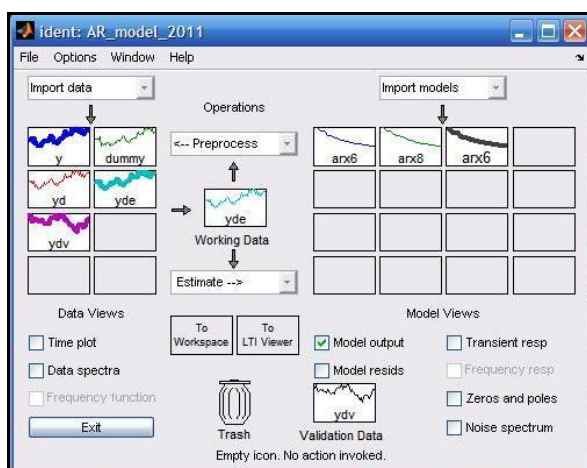 ident: AR_model_2011
File Options Window Help
Import data
Import models
Operations
y dummy
<-- Preprocess
arx6 arx8 arx6
yd yde
yde
Working Data
ydv
Estimate -->
Data Views
Model Views
To Workspace
To LTI Viewer
Time plot
Model output
Transient resp
Data spectra
Model resids
Frequency resp
Frequency function
ydv
Zeros and poles
Exit
Trash
Validation Data
Noise spectrum
Empty icon. No action invoked.